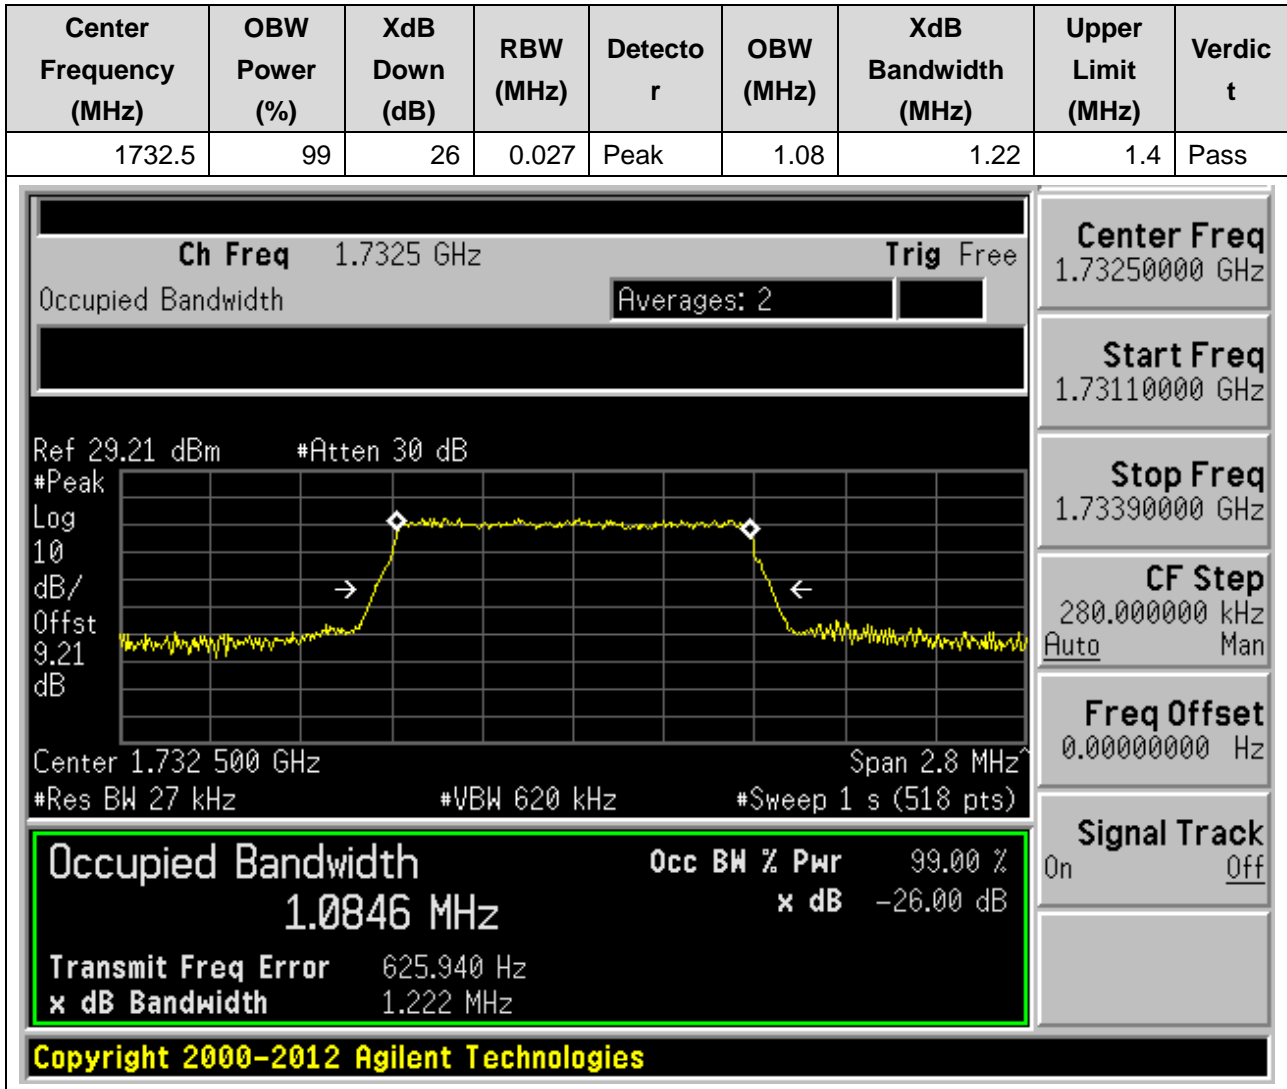 Center Frequency (MHz) OBW Power (%) XdB Down (dB) RBW (MHz) Detecto r OBW (MHz) XdB Bandwidth (MHz) Upper Limit (MHz) Verdic t
1732.5 99 26 0.027 Peak 1.08 1.22 1.4 Pass
Ch Freq 1.7325 GHz Trig Free
Occupied Bandwidth Averages: 2
Ref 29.21 dBm #Atten 30 dB
#Peak
Log
10
dB/
Offst
9.21
dB
Center 1.732 500 GHz Span 2.8 MHz^
#Res BW 27 kHz #VBW 620 kHz #Sweep 1 s (518 pts)
Occupied Bandwidth Occ BW % Pwr 99.00 %
1.0846 MHz x dB -26.00 dB
Transmit Freq Error 625.940 Hz
x dB Bandwidth 1.222 MHz
Copyright 2000-2012 Agilent Technologies
Center Freq
1.73250000 GHz
Start Freq
1.73110000 GHz
Stop Freq
1.73390000 GHz
CF Step
280.000000 kHz
Auto Man
Freq Offset
0.00000000 Hz
Signal Track
On Off